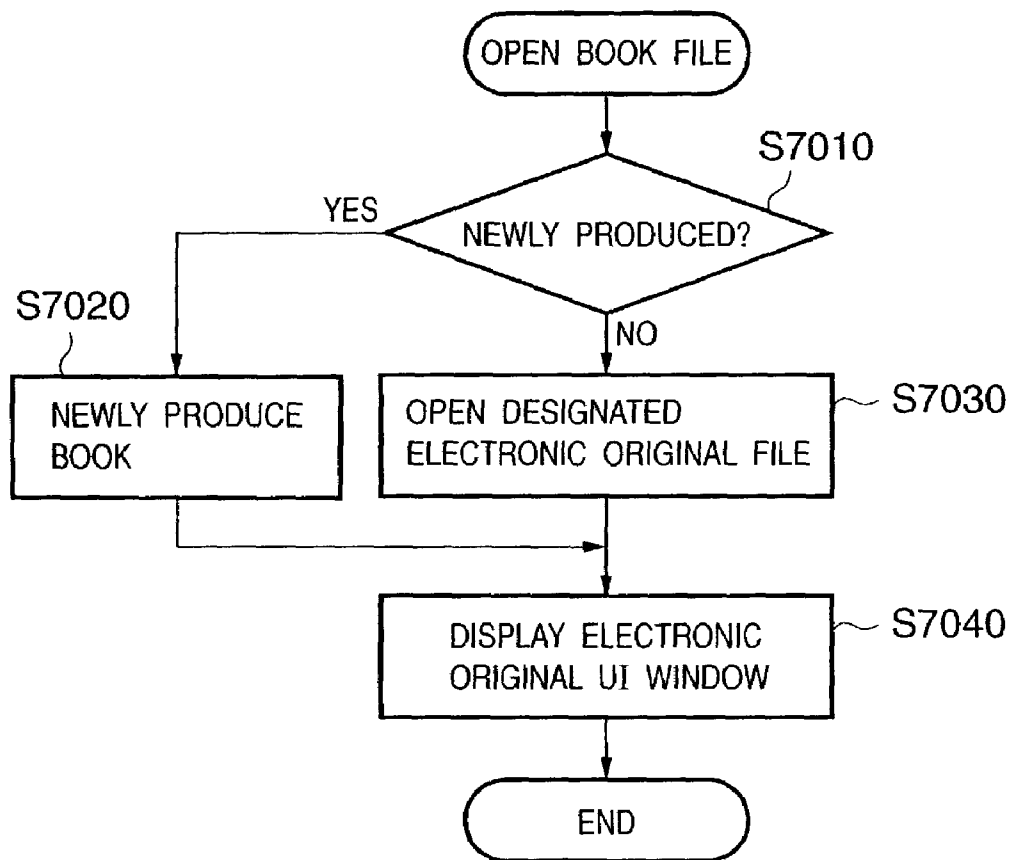 OPEN BOOK FILE
S7010
NEWLY PRODUCED?
YES
NO
S7020
NEWLY PRODUCE
BOOK
S7030
OPEN DESIGNATED
ELECTRONIC ORIGINAL FILE
S7040
DISPLAY ELECTRONIC
ORIGINAL UI WINDOW
END